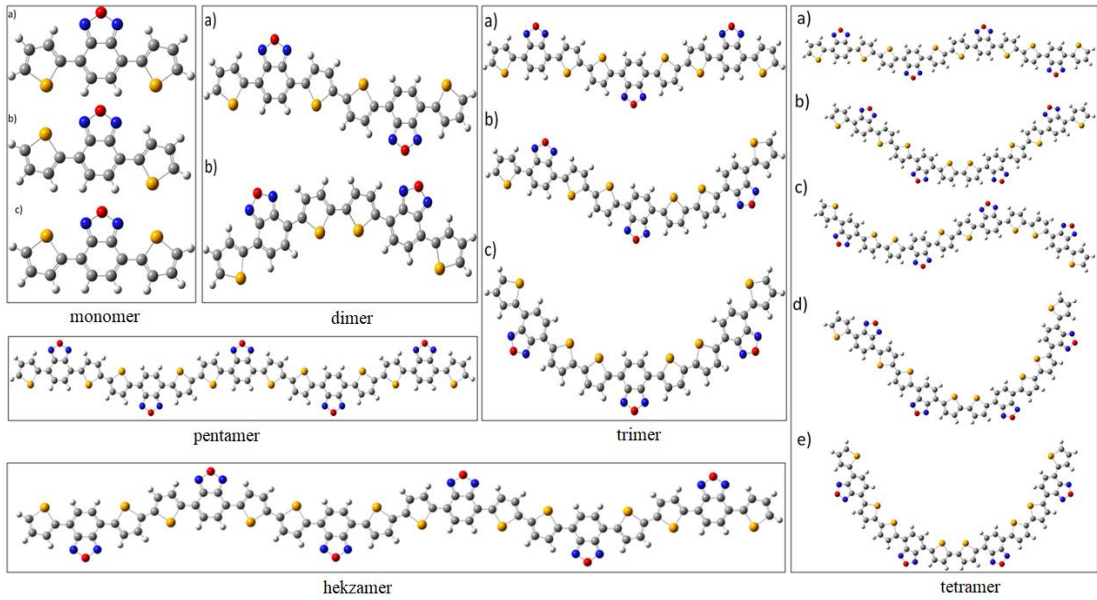 a)
b)
c)
monomer
a)
b)
dimer
a)
b)
c)
trimer
a)
b)
c)
d)
e)
tetramer
pentamer
hekzamer